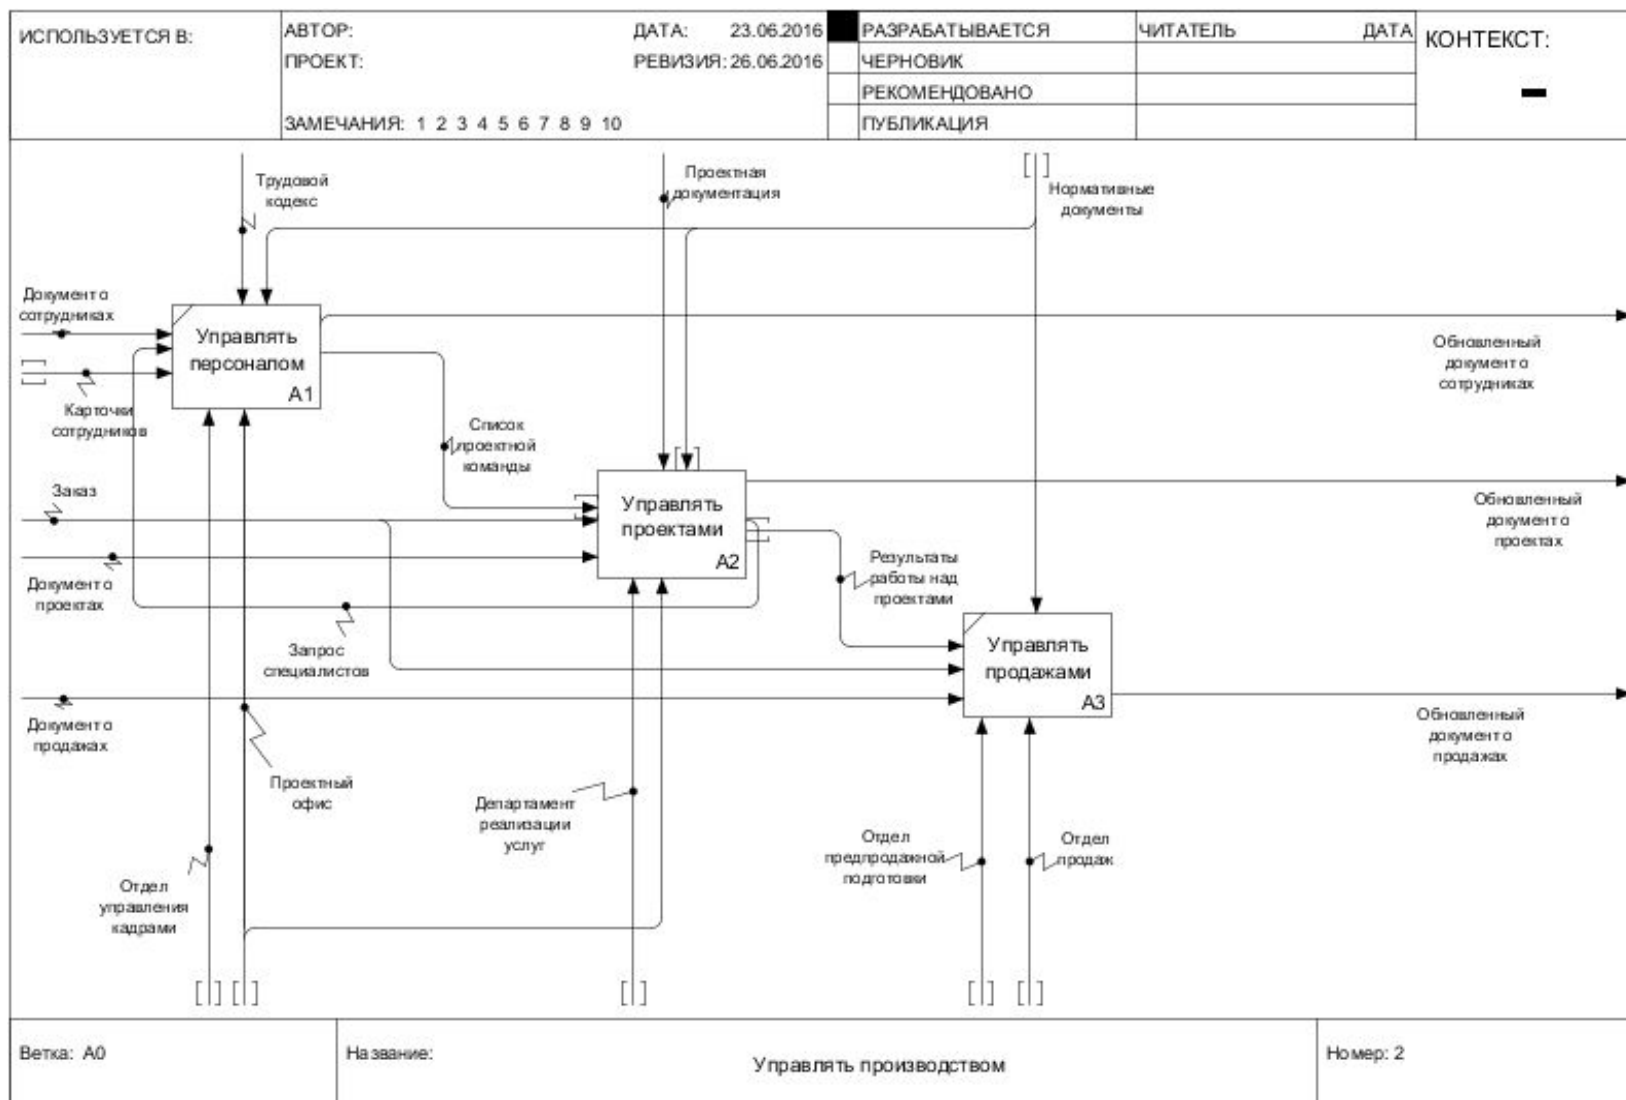 ИСПОЛЬЗУЕТСЯ В:
АВТОР:
ДАТА: 23.06.2016
ПРОЕКТ:
РЕВИЗИЯ: 26.06.2016
ЗАМЕЧАНИЯ: 1 2 3 4 5 6 7 8 9 10
РАЗРАБАТЫВАЕТСЯ
ЧЕРНОВИК
РЕКОМЕНДОВАНО
ПУБЛИКАЦИЯ
ЧИТАТЕЛЬ
ДАТА
КОНТЕКСТ:
Трудовой
кодекс
Проектная
документация
Нормативные
документы
Документ о
сотрудниках
Управлять
персоналом
A1
Обновленный
документ о
сотрудниках
Карточки
сотрудников
Список
проектной
команды
Заказ
Управлять
проектами
A2
Обновленный
документ о
проектах
Документ о
проектах
Результаты
работы над
проектами
Запрос
специалистов
Управлять
продажами
A3
Документ о
продажах
Обновленный
документ о
продажах
Проектный
офис
Департамент
реализации
услуг
Отдел
предпродажной
подготовки
Отдел
продаж
Отдел
управления
кадрами
Ветка: A0
Название:
Управлять производством
Номер: 2